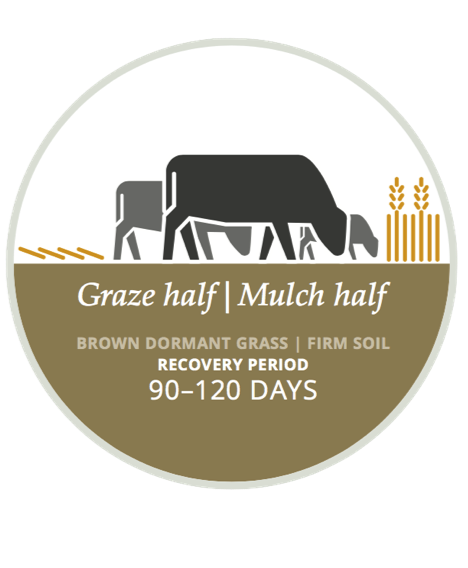 Graze half | Mulch half
BROWN DORMANT GRASS | FIRM SOIL
RECOVERY PERIOD
90–120 DAYS